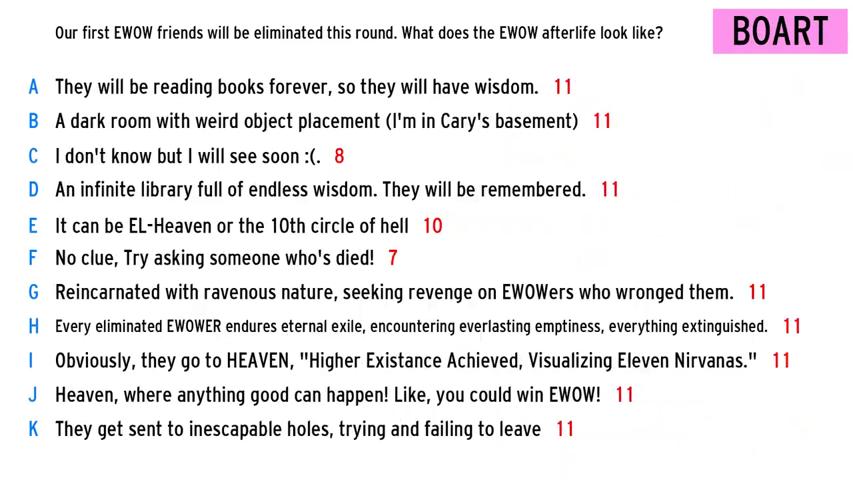 Our first EWOW friends will be eliminated this round. What does the EWOW afterlife look like?
BOART
A They will be reading books forever, so they will have wisdom. 11
B A dark room with weird object placement (I'm in Cary's basement) 11
C I don't know but I will see soon :(. 8
D An infinite library full of endless wisdom. They will be remembered. 11
E It can be EL-Heaven or the 10th circle of hell 10
F No clue, Try asking someone who's died! 7
G Reincarnated with ravenous nature, seeking revenge on EWOWers who wronged them. 11
H Every eliminated EWOWER endures eternal exile, encountering everlasting emptiness, everything extinguished. 11
I Obviously, they go to HEAVEN, "Higher Existance Achieved, Visualizing Eleven Nirvanas." 11
J Heaven, where anything good can happen! Like, you could win EWOW! 11
K They get sent to inescapable holes, trying and failing to leave 11